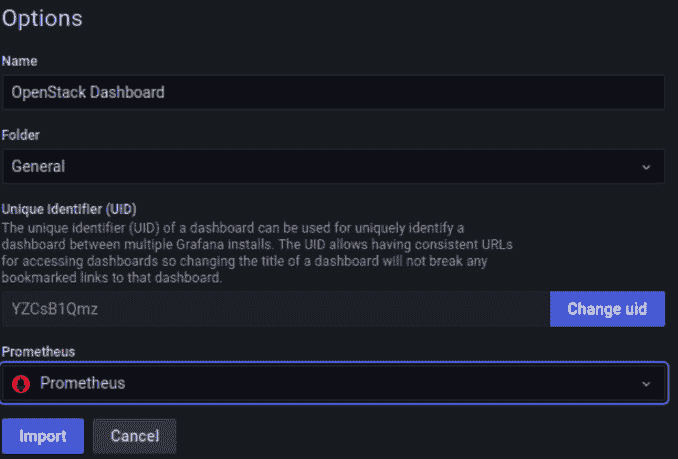 Options
Name
OpenStack Dashboard
Folder
General
Unique Identifier (UID)
The unique identifier (UID) of a dashboard can be used for uniquely identify a
dashboard between multiple Grafana installs. The UID allows having consistent URLs
for accessing dashboards so changing the title of a dashboard will not break any
bookmarked links to that dashboard.
YZCsB1Qmz
Change uid
Prometheus
Prometheus
Import
Cancel